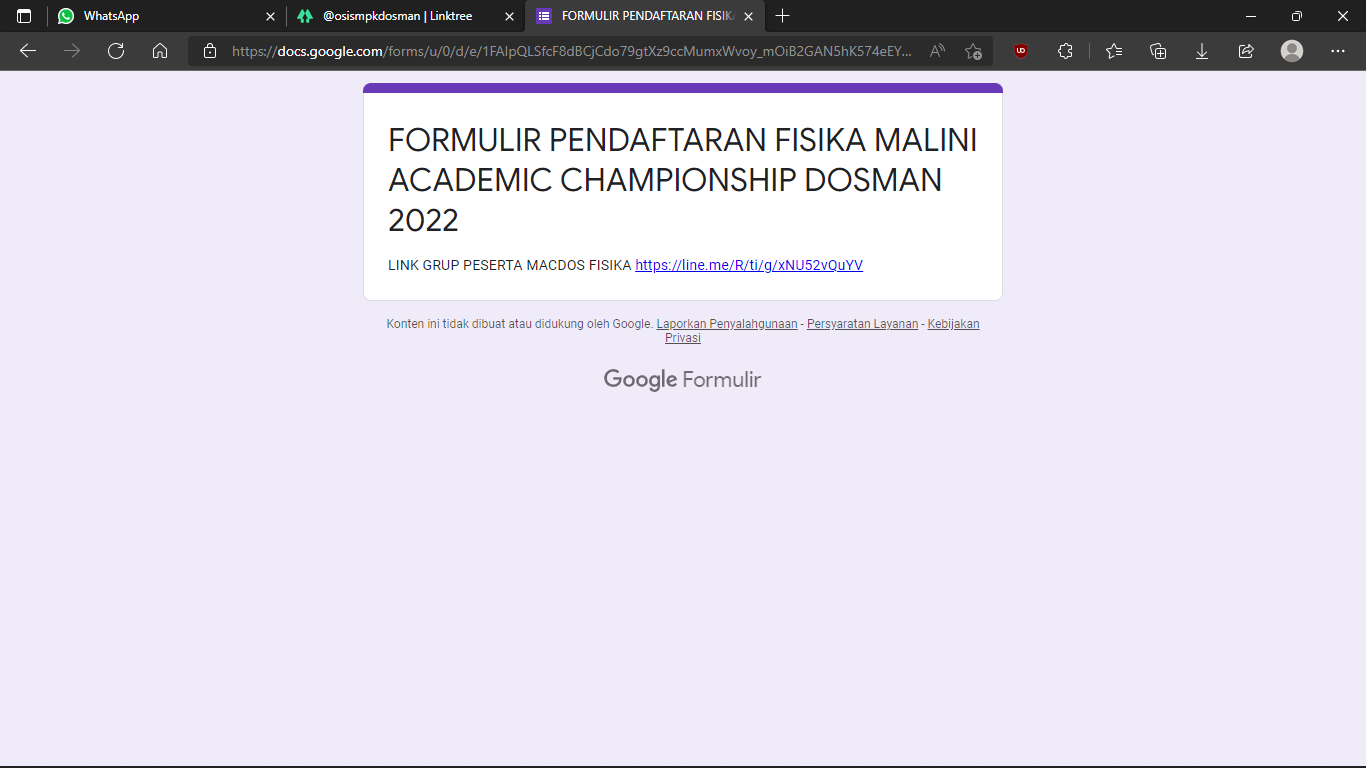 WhatsApp
@osismpkdosman | Linktree
FORMULIR PENDAFTARAN FISIK
https://docs.google.com/forms/u/0/d/e/1FAIpQLSfcF8dBCjCdo79gtXz9ccMumxWvoy_mOiB2GAN5hK574eEY...
FORMULIR PENDAFTARAN FISIKA MALINI
ACADEMIC CHAMPIONSHIP DOSMAN
2022
LINK GRUP PESERTA MACDOS FISIKA https://line.me/R/ti/g/xNU52vQuYV
Konten ini tidak dibuat atau didukung oleh Google. Laporkan Penyalahgunaan - Persyaratan Layanan - Kebijakan
Privasi
Google Formulir